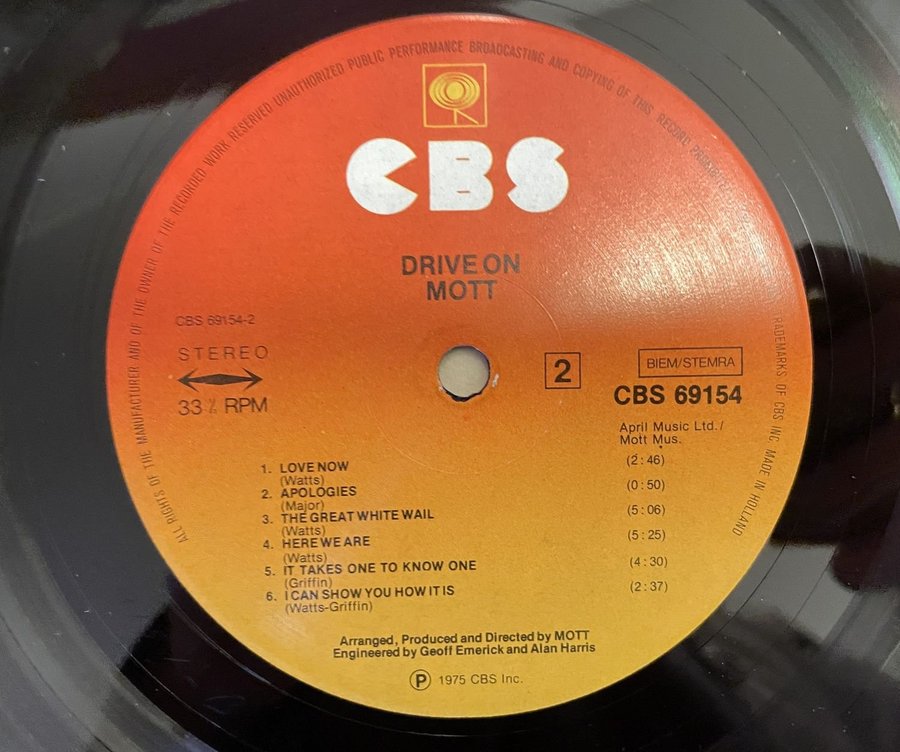 ALL RIGHTS OF THE MANUFACTURER AND OF THE OWNER OF THE RECORDED WORK RESERVED UNAUTHORIZED PUBLIC PERFORMANCE BROADCASTING AND COPYING OF THIS RECORD PROHIBITED
CBS
DRIVE ON
MOTT
CBS 69154-2
STEREO
33 ⅓ RPM
2
BIEM/STEMRA
CBS 69154
April Music Ltd./
Mott Mus.
1. LOVE NOW (2:46)
(Watts)
2. APOLOGIES (0:50)
(Major)
3. THE GREAT WHITE WAIL (5:06)
(Watts)
4. HERE WE ARE (5:25)
(Watts)
5. IT TAKES ONE TO KNOW ONE (4:30)
(Griffin)
6. I CAN SHOW YOU HOW IT IS (2:37)
(Watts-Griffin)
Arranged, Produced and Directed by MOTT
Engineered by Geoff Emerick and Alan Harris
Ⓟ 1975 CBS Inc.
RADEMARKS OF CBS INC MADE IN HOLLAND